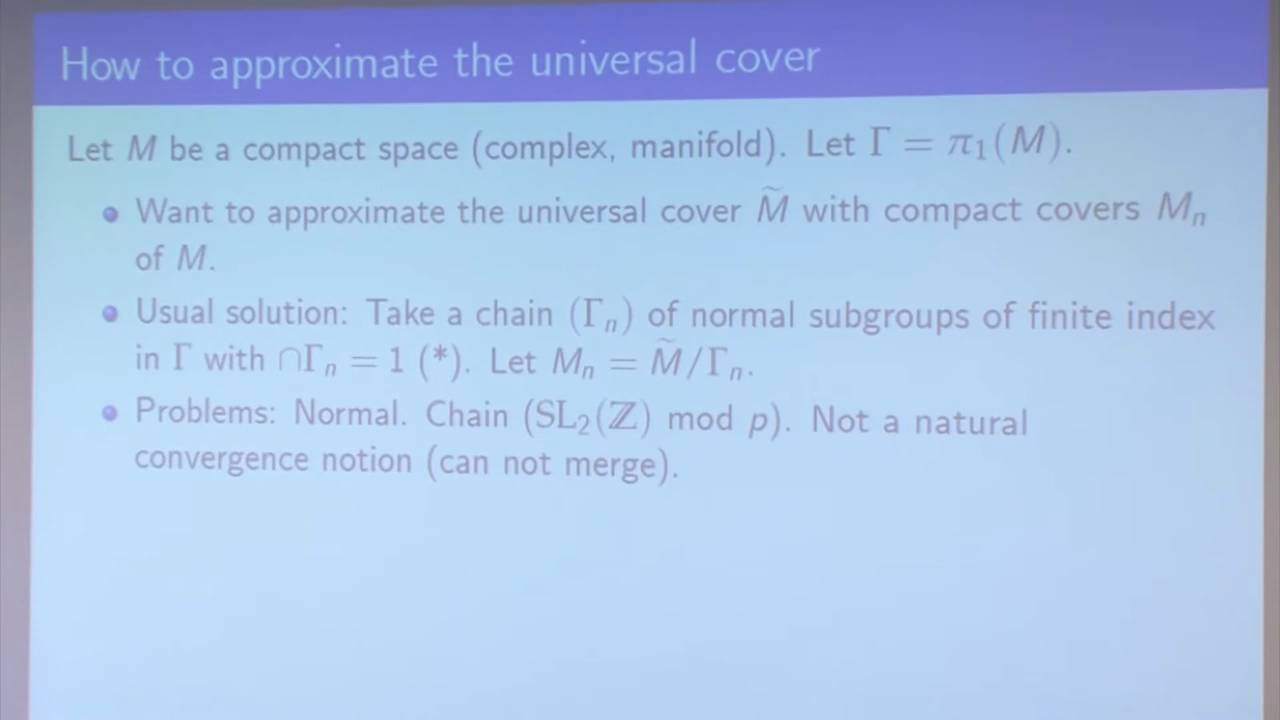 How to approximate the universal cover
Let M be a compact space (complex, manifold). Let Γ = π₁(M).
Want to approximate the universal cover M̃ with compact covers Mₙ
of M.
Usual solution: Take a chain (Γₙ) of normal subgroups of finite index
in Γ with ∩Γₙ = 1 (*). Let Mₙ = M̃/Γₙ.
Problems: Normal. Chain (SL₂(ℤ) mod p). Not a natural
convergence notion (can not merge).